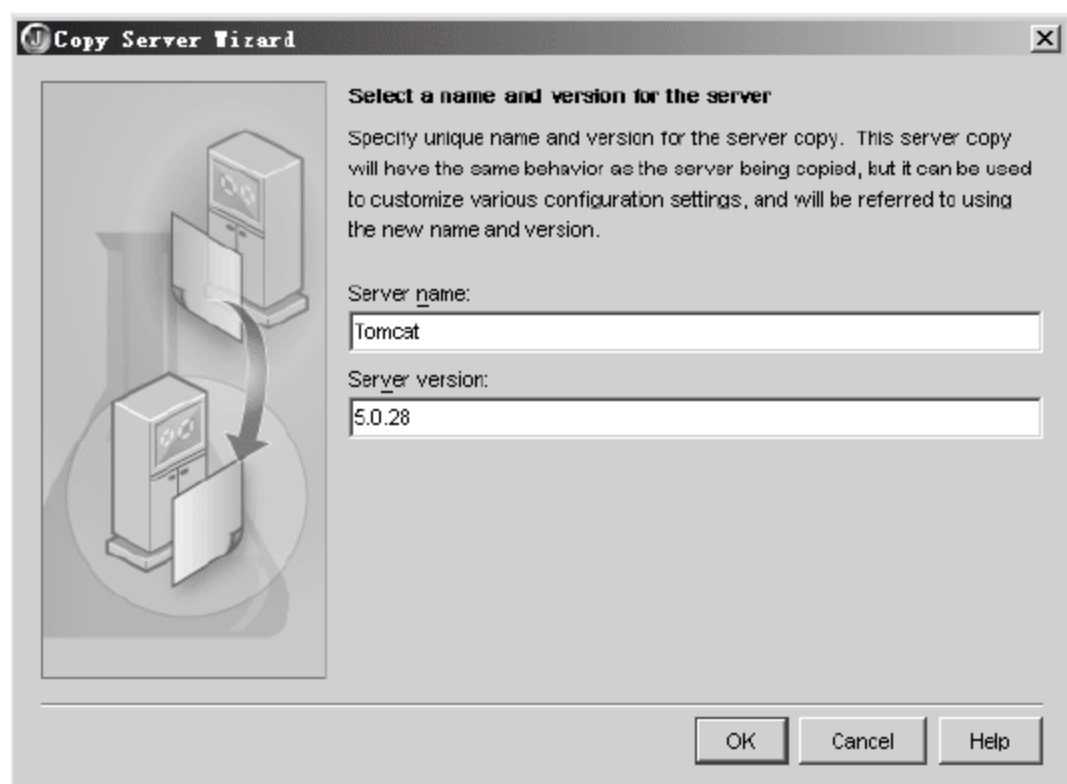 Copy Server Wizard
Select a name and version for the server
Specify unique name and version for the server copy. This server copy
will have the same behavior as the server being copied, but it can be used
to customize various configuration settings, and will be referred to using
the new name and version.
Server name:
Tomcat
Server version:
5.0.28
OK Cancel Help